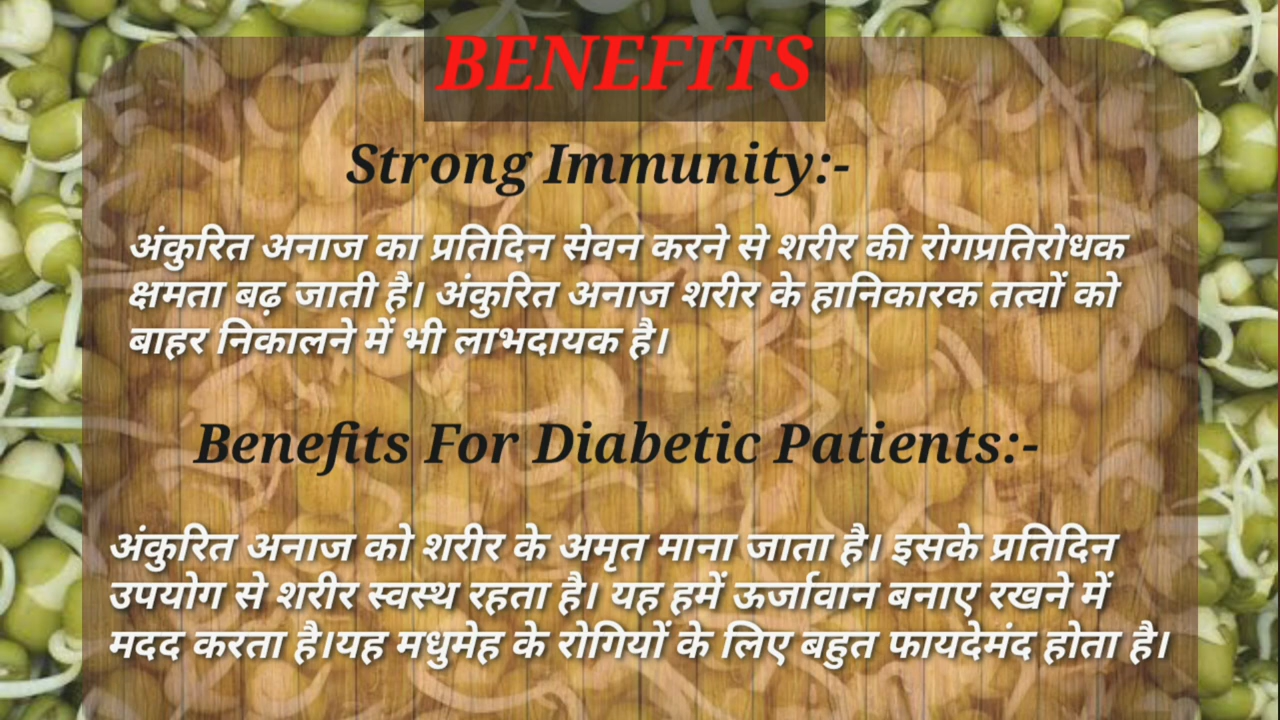 BENEFITS
Strong Immunity:-
अंकुरित अनाज का प्रतिदिन सेवन करने से शरीर की रोगप्रतिरोधक
क्षमता बढ़ जाती है। अंकुरित अनाज शरीर के हानिकारक तत्वों को
बाहर निकालने में भी लाभदायक है।
Benefits For Diabetic Patients:-
अंकुरित अनाज को शरीर के अमृत माना जाता है। इसके प्रतिदिन
उपयोग से शरीर स्वस्थ रहता है। यह हमें ऊर्जावान बनाए रखने में
मदद करता है।यह मधुमेह के रोगियों के लिए बहुत फायदेमंद होता है।